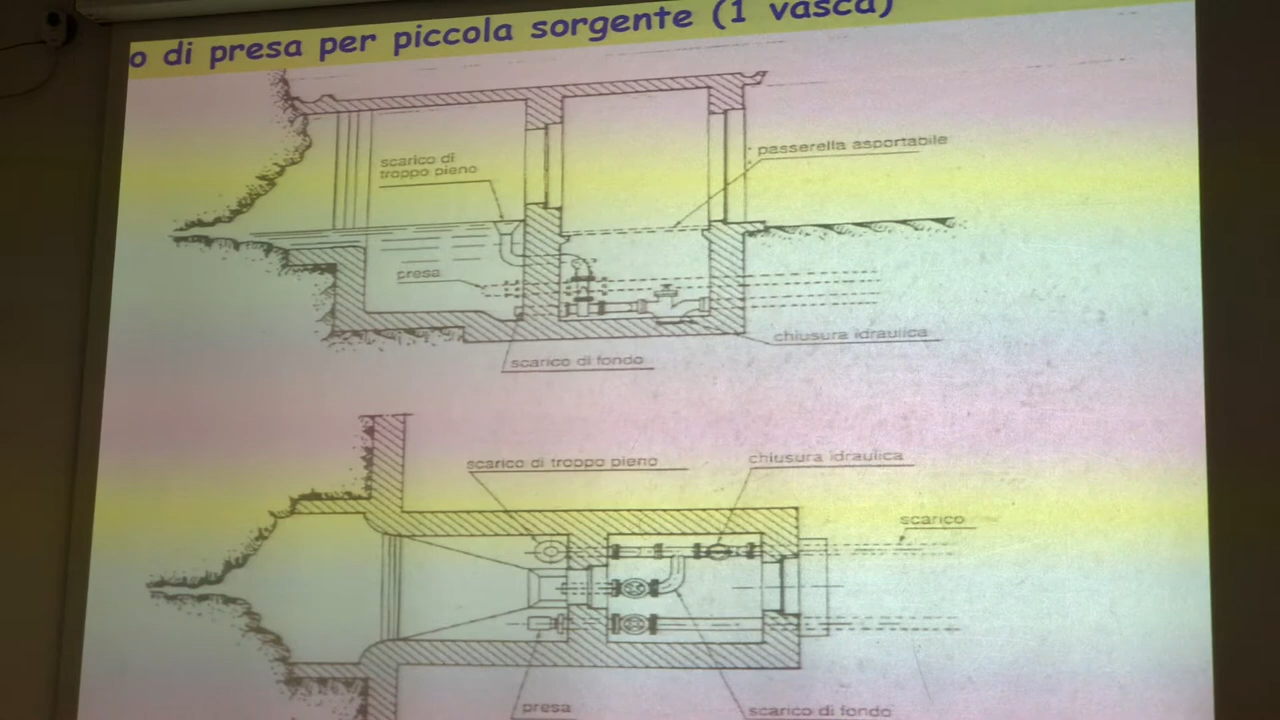 o di presa per piccola sorgente (1 vasca)
scarico di
troppo pieno
passerella asportabile
presa
chiusura idraulica
scarico di fondo
scarico di troppo pieno
chiusura idraulica
scarico
presa
scarico di fondo